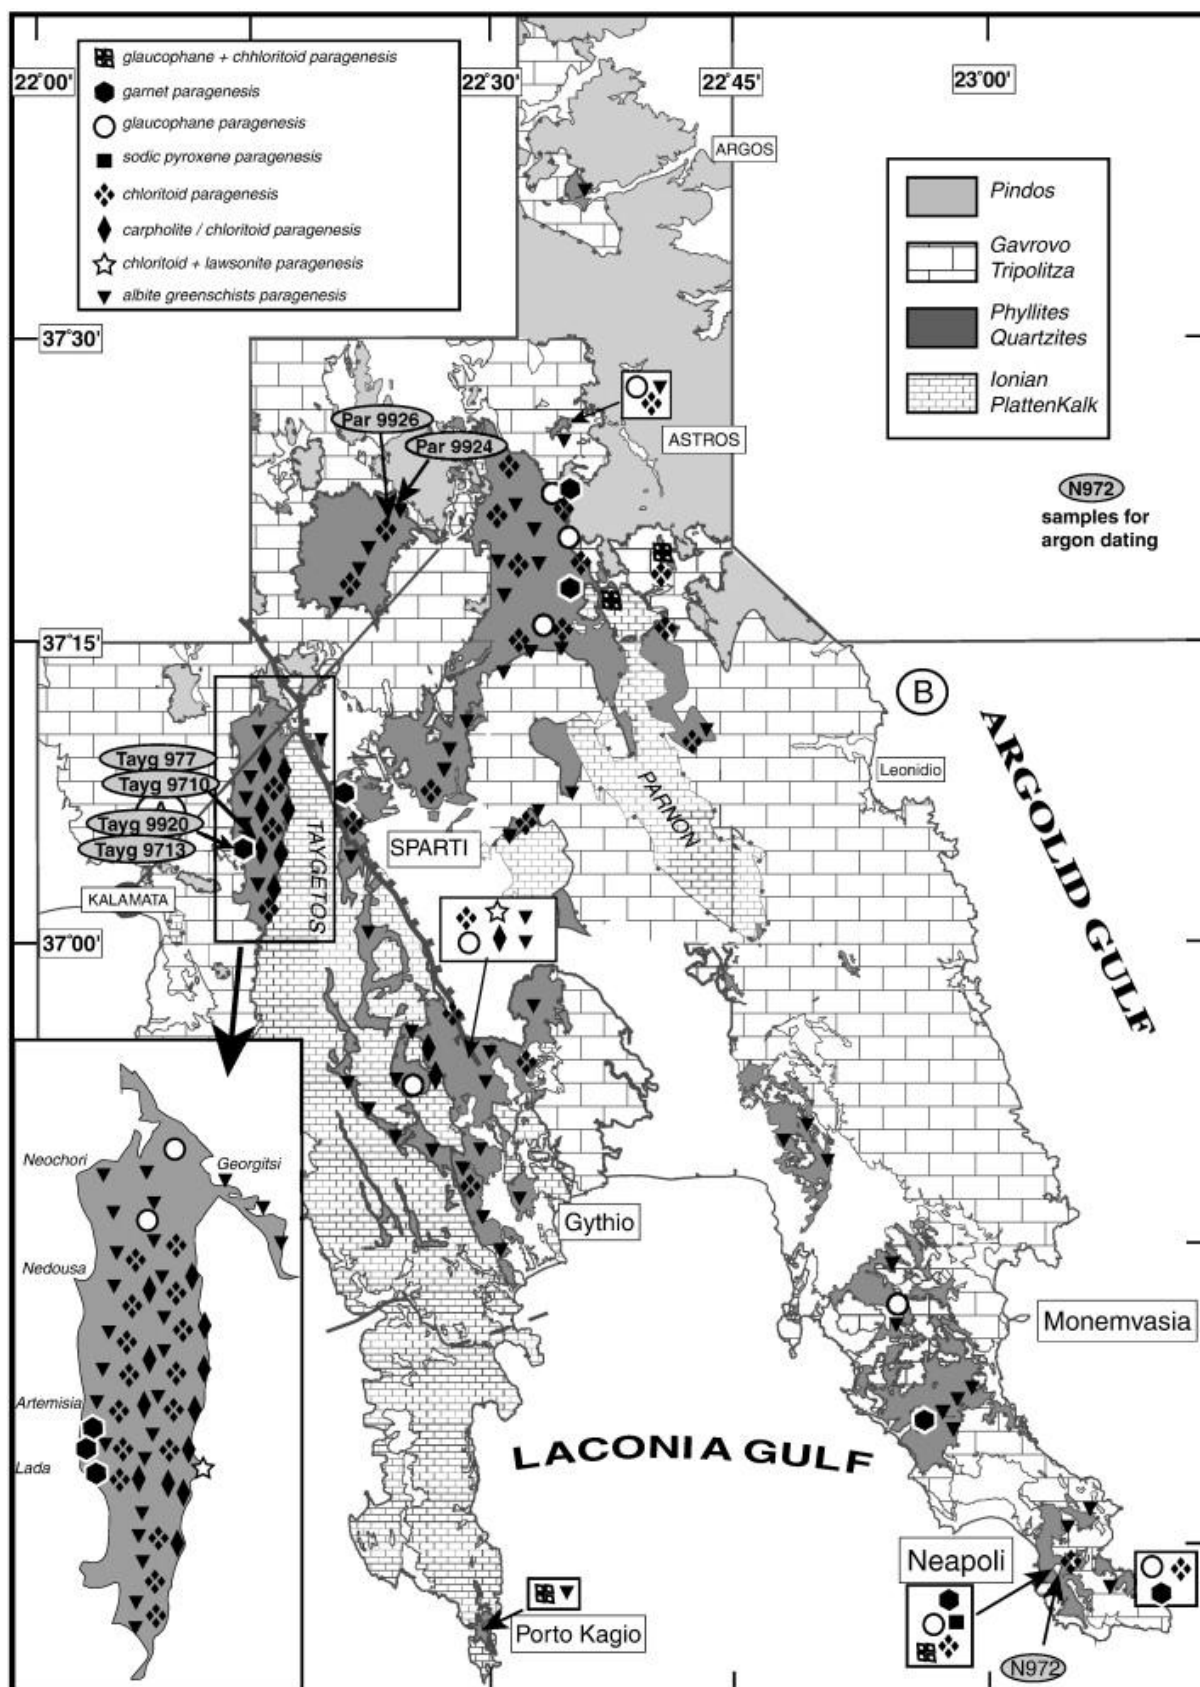 22°00'
22°30'
22°45'
23°00'
glaucophane + chhloritoid paragenesis
garnet paragenesis
glaucophane paragenesis
sodic pyroxene paragenesis
chloritoid paragenesis
carpholite / chloritoid paragenesis
chloritoid + lawsonite paragenesis
albite greenschists paragenesis
ARGOS
Pindos
Gavrovo
Tripolitza
Phyllites
Quartzites
Ionian
PlattenKalk
37°30'
Par 9926
Par 9924
ASTROS
N972
samples for
argon dating
37°15'
B
ARGOLID GULF
Leonidio
PARNON
TAYGETOS
Tayg 977
Tayg 9710
Tayg 9920
Tayg 9713
SPARTI
KALAMATA
37°00'
Neochori
Georgitsi
Nedousa
Artemisia
Lada
Gythio
Monemvasia
LACONIA GULF
Neapoli
Porto Kagio
N972